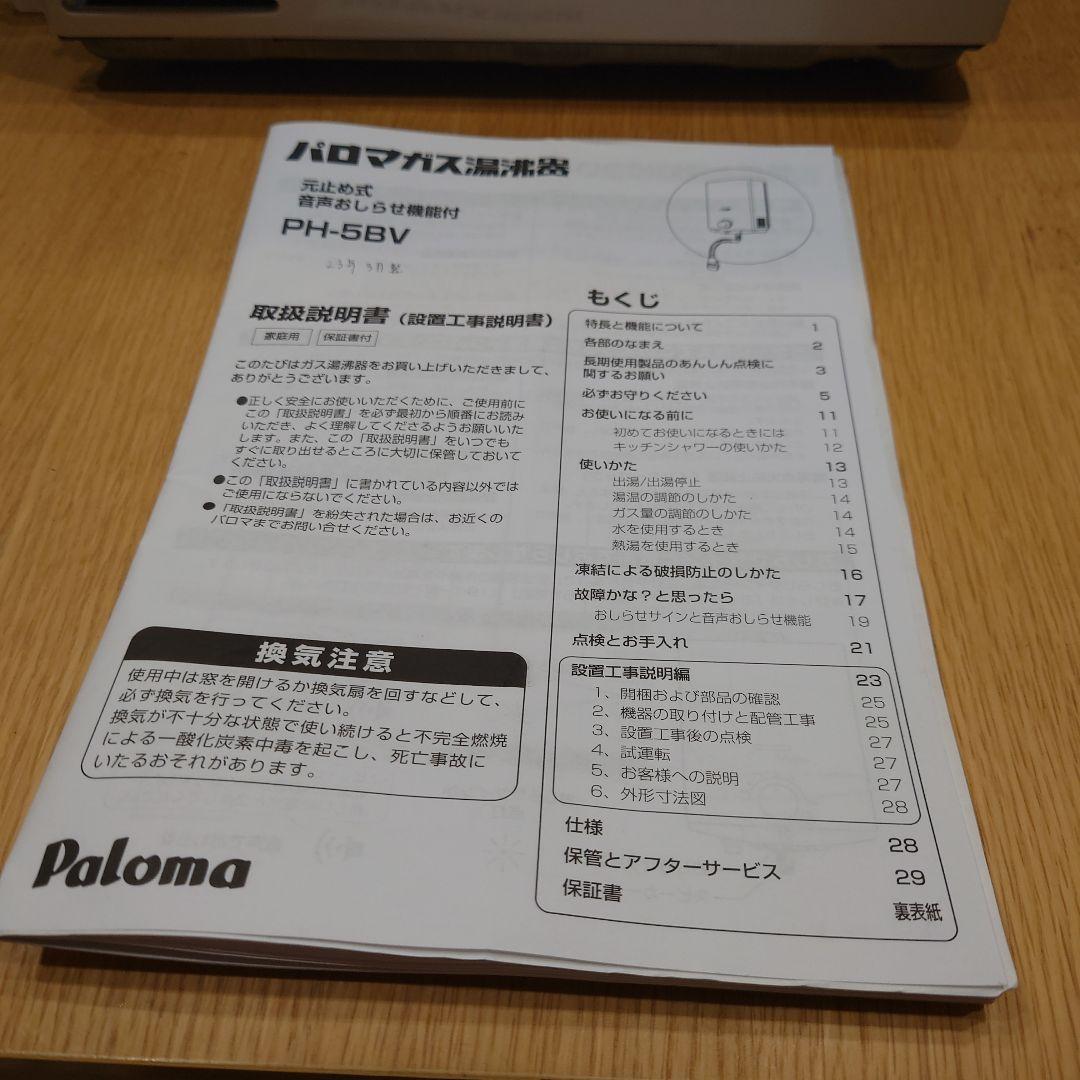 パロマガス湯沸器
元止め式
音声おしらせ機能付
PH-5BV
23年 3月製
取扱説明書（設置工事説明書）
家庭用 保証書付
このたびはガス湯沸器をお買い上げいただきまして、
ありがとうございます。
●正しく安全にお使いいただくために、ご使用前に
この「取扱説明書」を必ず最初から順番にお読み
いただき、よく理解してくださるようお願いいた
します。また、この「取扱説明書」をいつでも
すぐに取り出せるところに大切に保管しておいて
ください。
●この「取扱説明書」に書かれている内容以外では
ご使用にならないでください。
●「取扱説明書」を紛失された場合は、お近くの
パロマまでお問い合せください。
換気注意
使用中は窓を開けるか換気扇を回すなどして、
必ず換気を行ってください。
換気が不十分な状態で使い続けると不完全燃焼
による一酸化炭素中毒を起こし、死亡事故に
いたるおそれがあります。
Paloma
もくじ
特長と機能について 1
各部のなまえ 2
長期使用製品のあんしん点検に
関するお願い 3
必ずお守りください 5
お使いになる前に 11
初めてお使いになるときには 11
キッチンシャワーの使いかた 12
使いかた 13
出湯/出湯停止 13
湯温の調節のしかた 14
ガス量の調節のしかた 14
水を使用するとき 14
熱湯を使用するとき 15
凍結による破損防止のしかた 16
故障かな？と思ったら 17
おしらせサインと音声おしらせ機能 19
点検とお手入れ 21
設置工事説明編 23
1、開梱および部品の確認 25
2、機器の取り付けと配管工事 25
3、設置工事後の点検 27
4、試運転 27
5、お客様への説明 27
6、外形寸法図 28
仕様 28
保管とアフターサービス 29
保証書 裏表紙